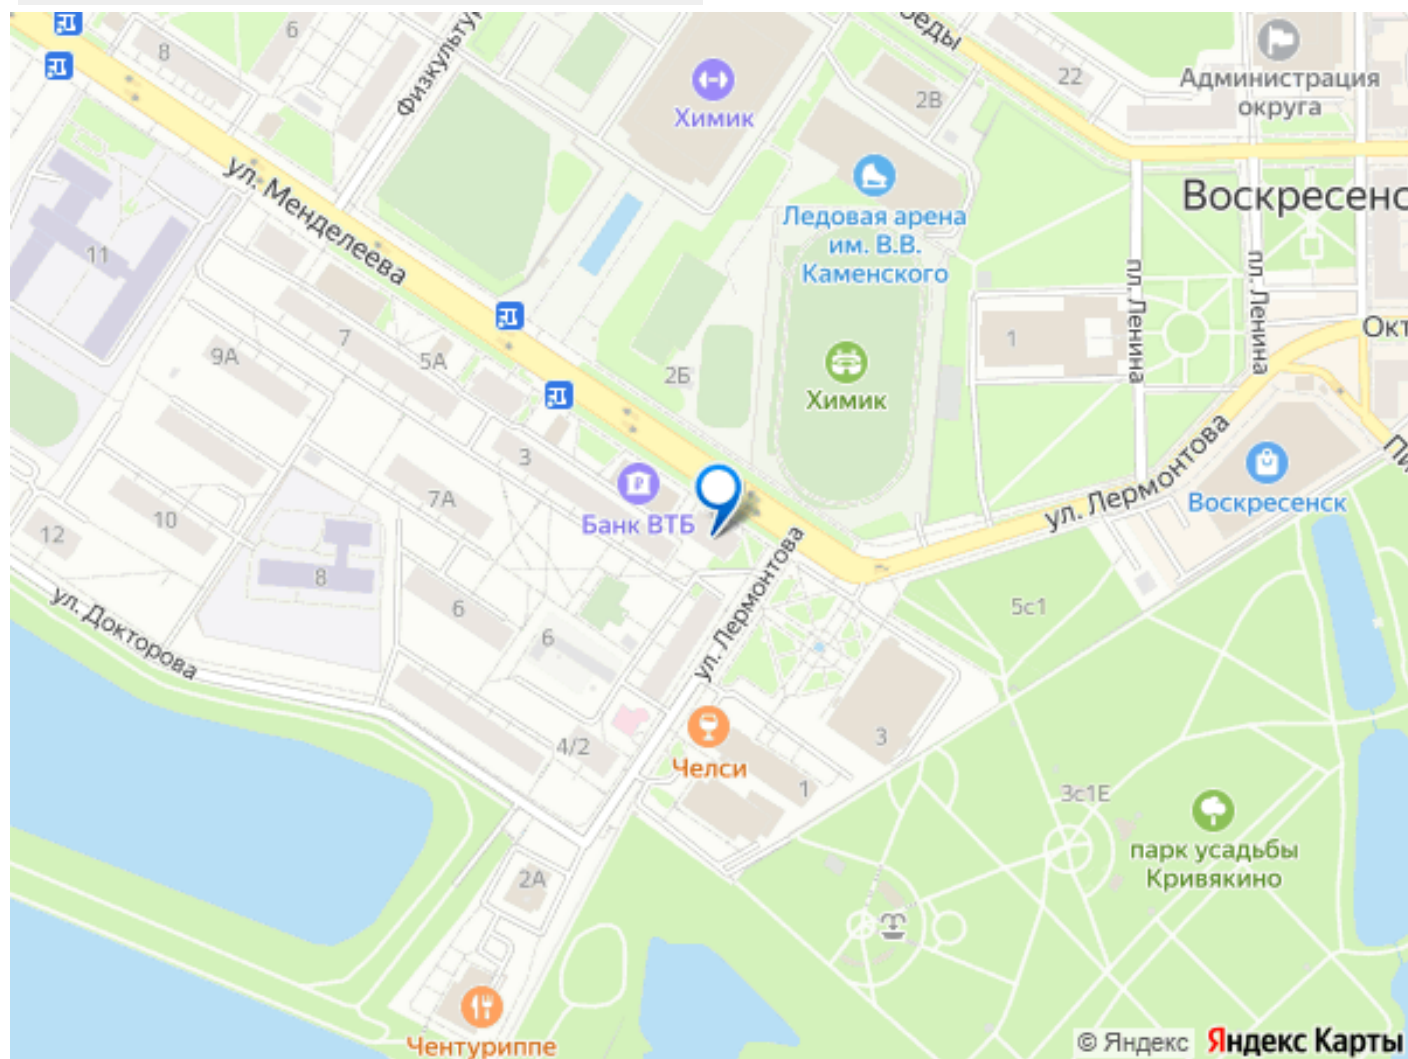 8
6
Физкультур
беды
22
Администрация
округа
2В
Химик
ул. Менделеева
Ледовая арена
им. В.В.
Каменского
Воскресенс
11
пл. Ленина
пл. Ленина
7
9А
5А
2Б
1
Окт
Химик
3
7А
Банк ВТБ
ул. Лермонтова
Воскресенск
Пи
10
12
8
ул. Докторова
6
6
ул. Лермонтова
5с1
4/2
Челси
3
1
3с1Е
парк усадьбы
Кривякино
2А
Чентуриппе
© Яндекс Яндекс Карты